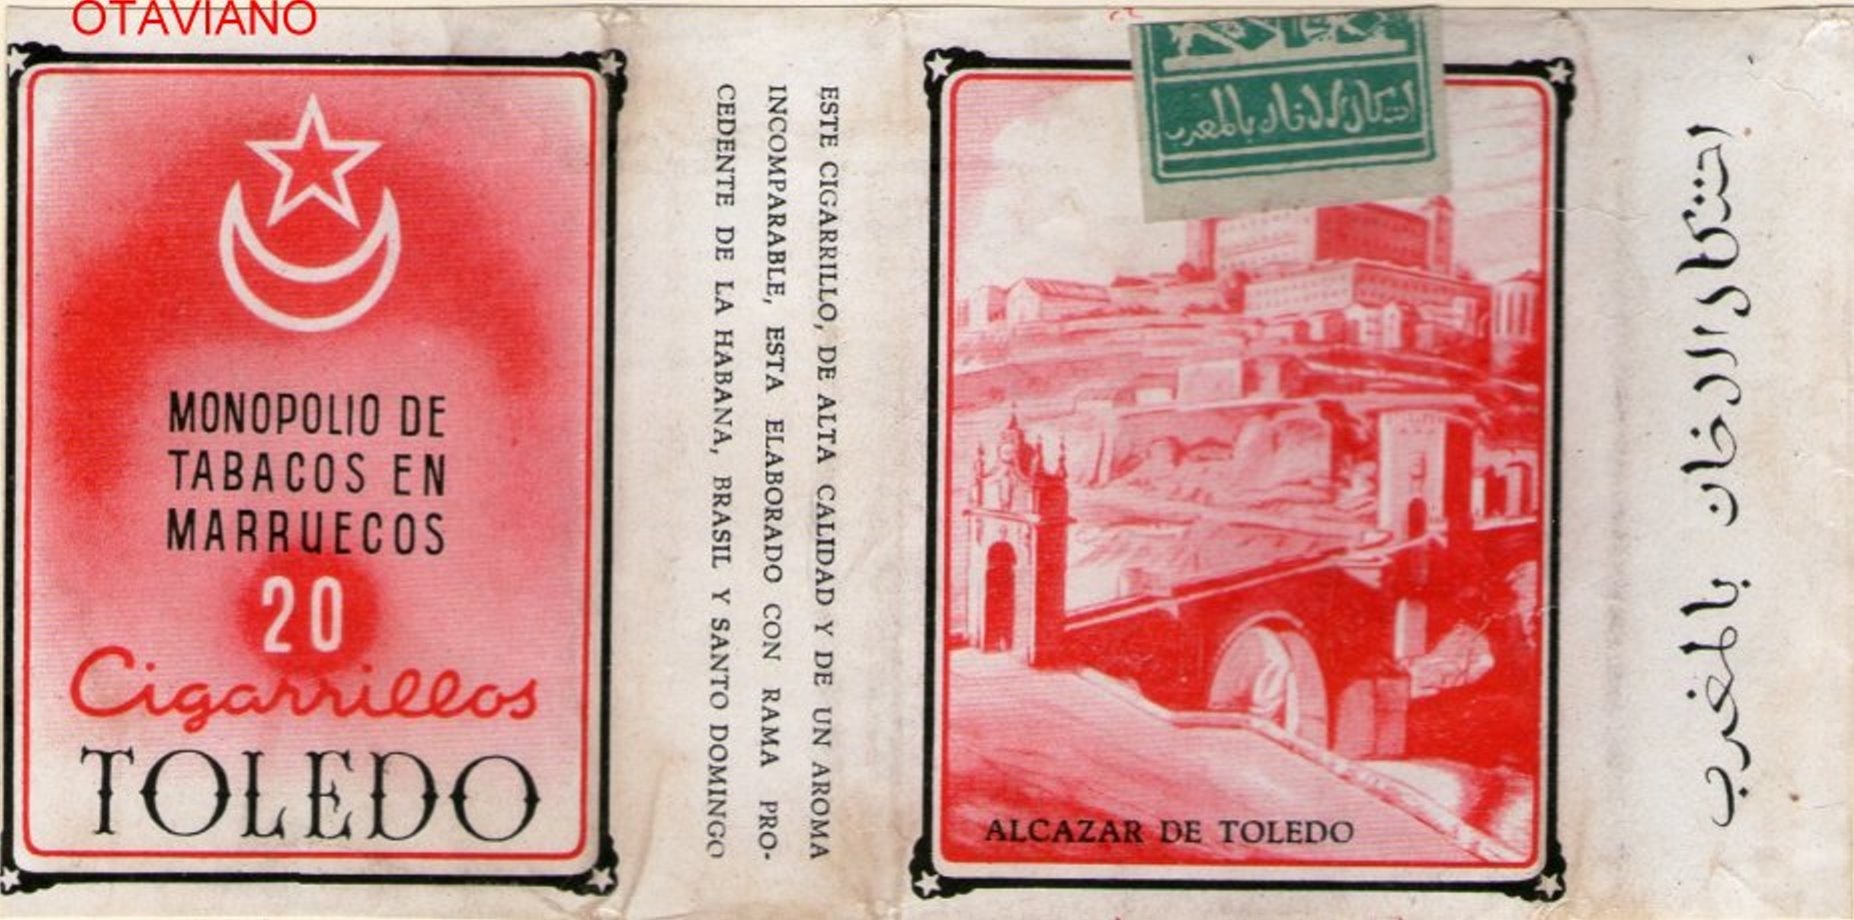 OTAVIANO
MONOPOLIO DE
TABACOS EN
MARRUECOS
20
Cigarrillos
TOLEDO
ESTE CIGARRILLO, DE ALTA CALIDAD Y DE UN AROMA
INCOMPARABLE, ESTA ELABORADO CON RAMA PRO-
CEDENTE DE LA HABANA, BRASIL Y SANTO DOMINGO
احتكار الدخان بالمغرب
ALCAZAR DE TOLEDO
احتكار الدخان بالمغرب